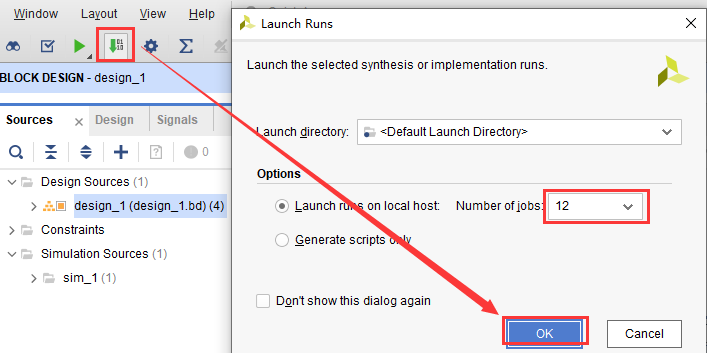 Window Layout View Help
01
10
BLOCK DESIGN - design_1
Sources Design Signals
0
Design Sources (1)
design_1 (design_1.bd) (4)
Constraints
Simulation Sources (1)
sim_1 (1)
Launch Runs
Launch the selected synthesis or implementation runs.
Launch directory: <Default Launch Directory>
Options
Launch runs on local host: Number of jobs: 12
Generate scripts only
Don't show this dialog again
OK Cancel